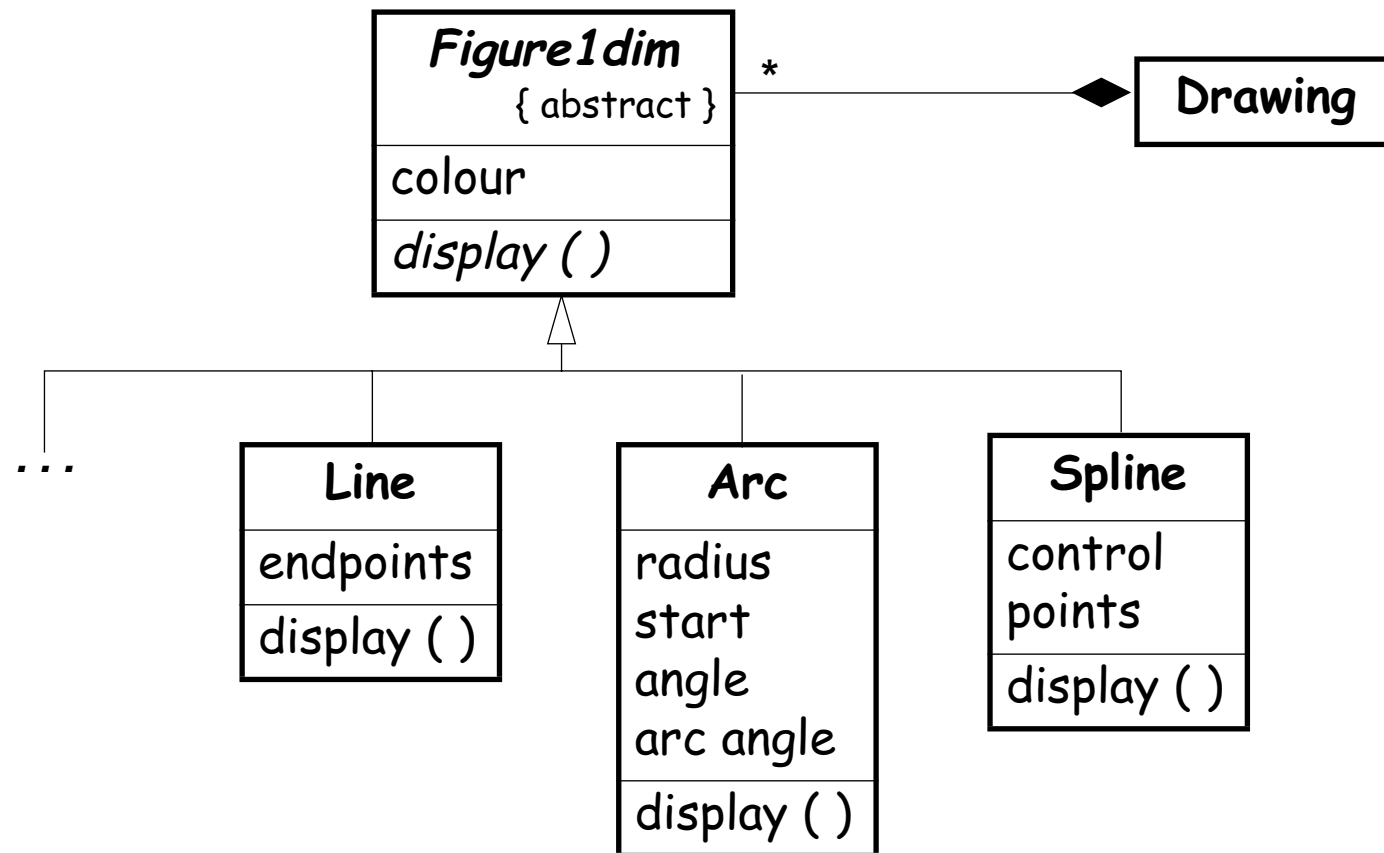 Figure1dim
{ abstract }
colour
display ( )
*
Drawing
...
Line
endpoints
display ( )
Arc
radius
start
angle
arc angle
display ( )
Spline
control
points
display ( )